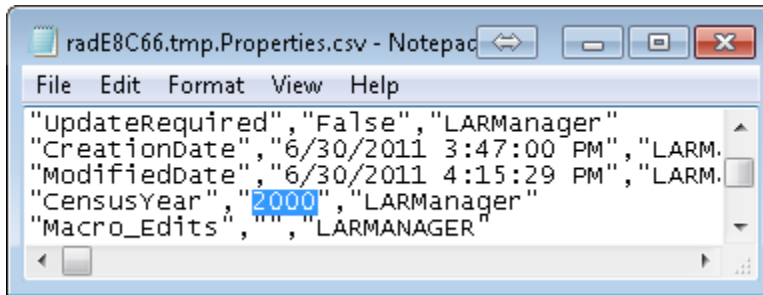 radE8C66.tmp.Properties.csv - Notepad
File Edit Format View Help
"UpdateRequired","False","LARManager"
"CreationDate","6/30/2011 3:47:00 PM","LARM
"ModifiedDate","6/30/2011 4:15:29 PM","LARM
"CensusYear","2000","LARManager"
"Macro_Edits","","LARMANAGER"